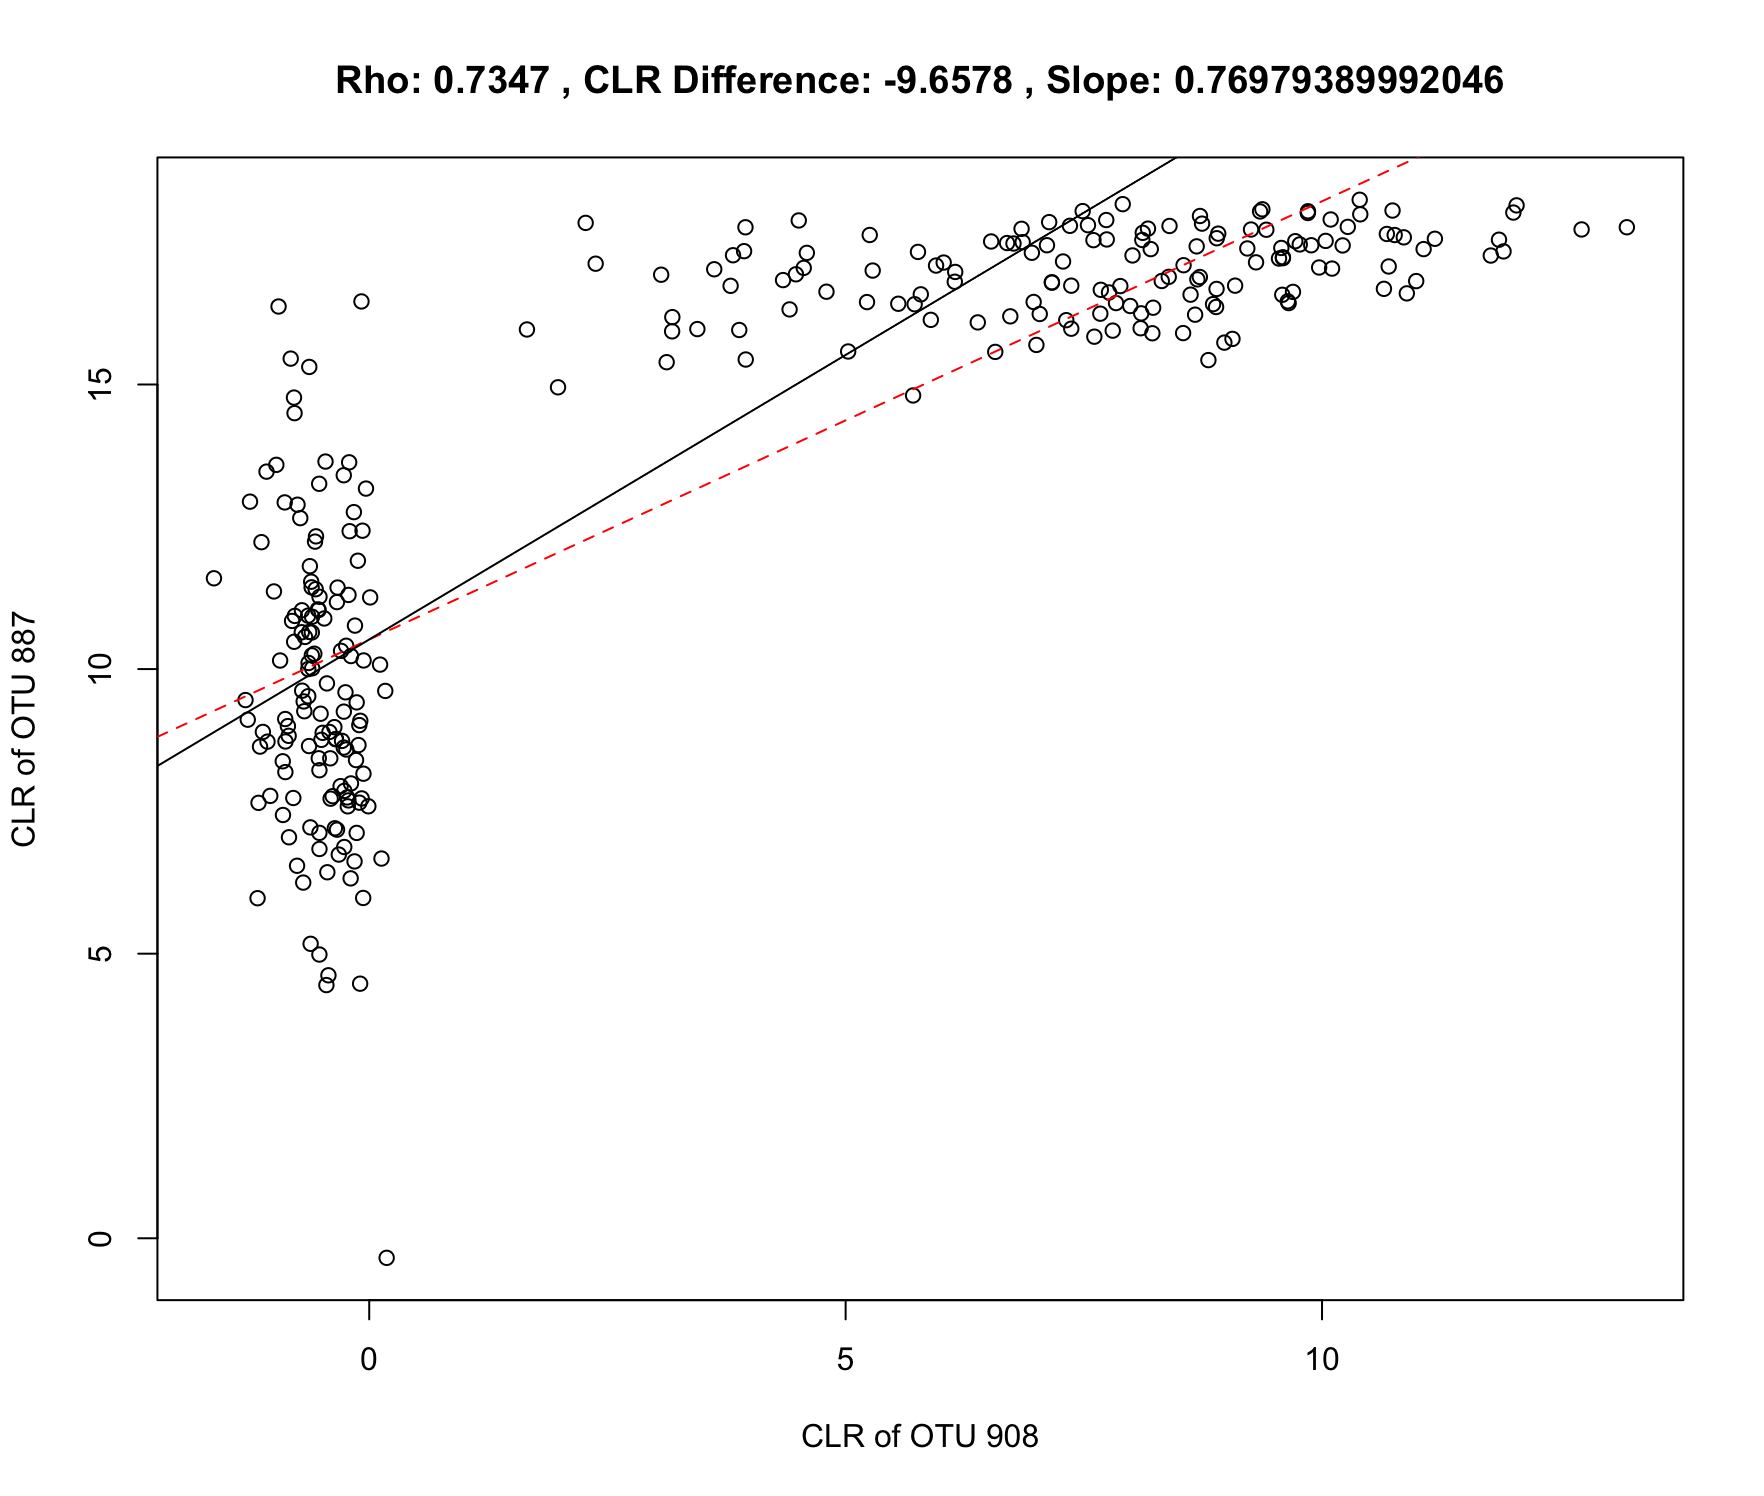 Rho: 0.7347 , CLR Difference: -9.6578 , Slope: 0.76979389992046
CLR of OTU 887
15
10
5
0
0 5 10
CLR of OTU 908